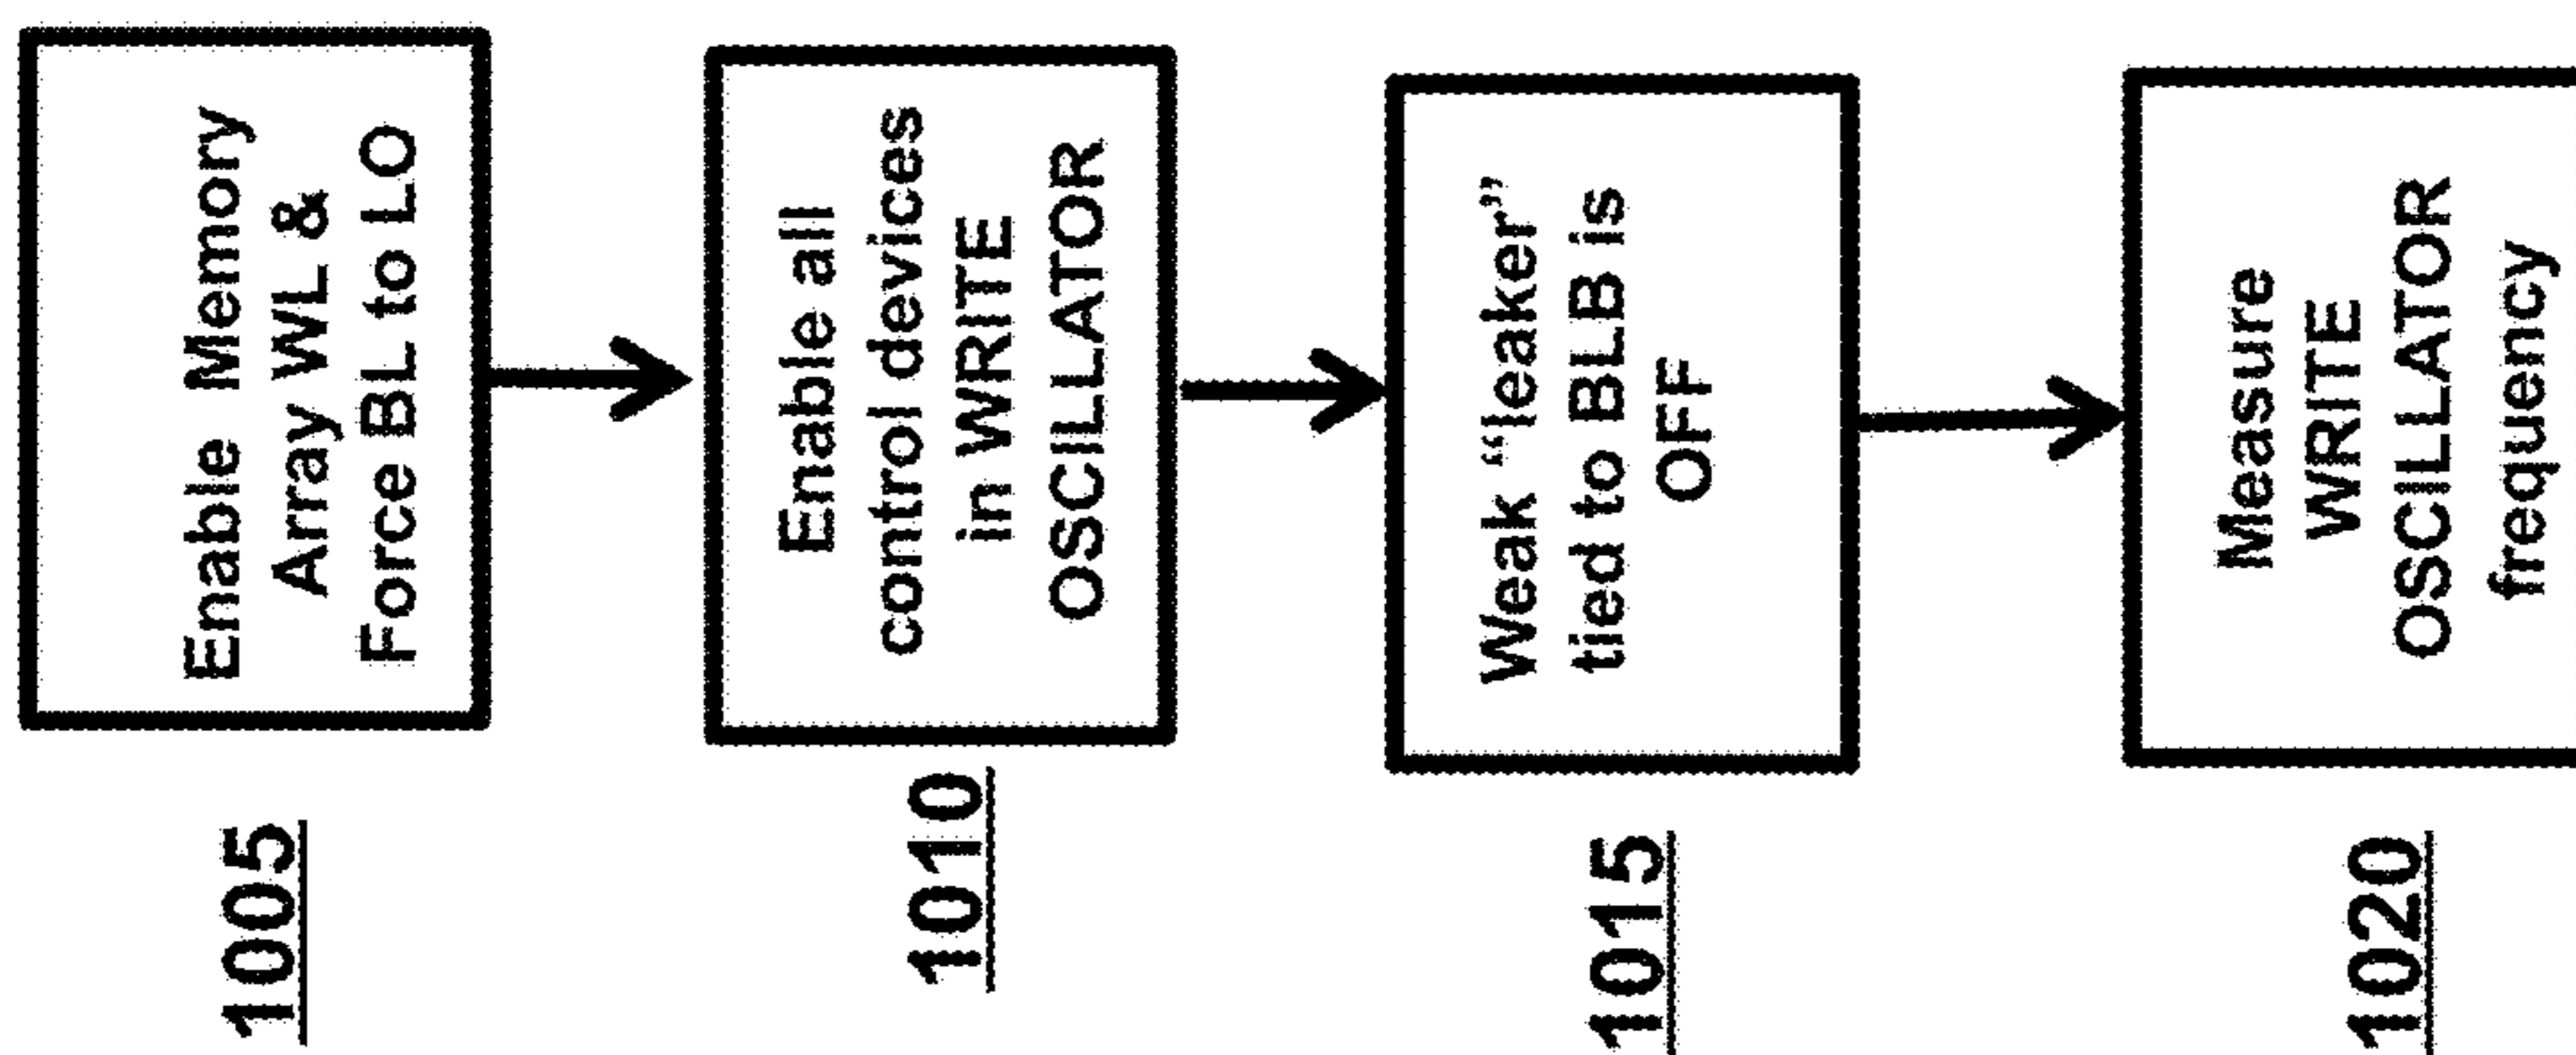 1005
Enable Memory
Array WL &
Force BL to LO
1010
Enable all
control devices
in WRITE
OSCILLATOR
1015
Weak “leaker”
tied to BLB is
OFF
1020
Measure
WRITE
OSCILLATOR
frequency